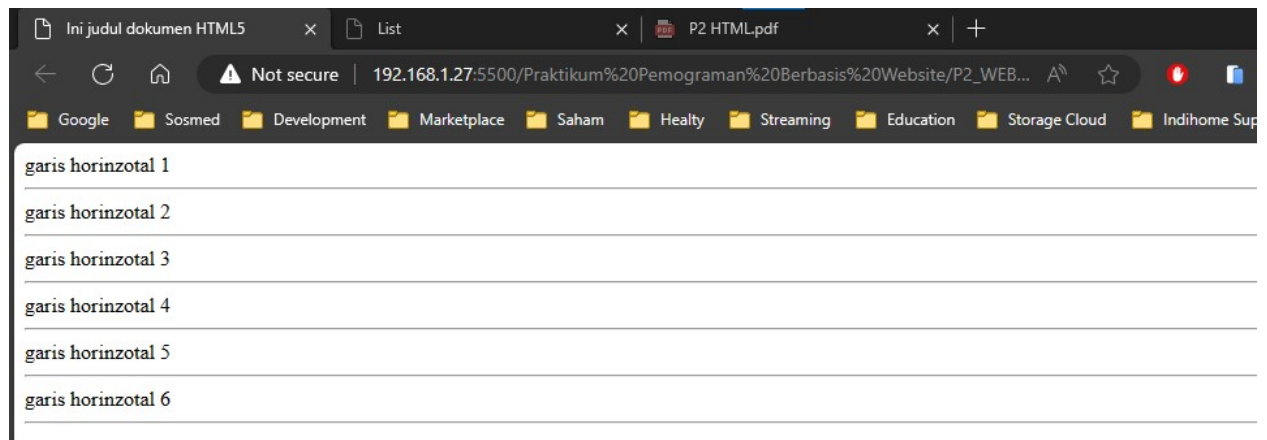 Ini judul dokumen HTML5 List P2 HTML.pdf
Not secure 192.168.1.27:5500/Praktikum%20Pemograman%20Berbasis%20Website/P2_WEB...
Google Sosmed Development Marketplace Saham Healty Streaming Education Storage Cloud Indihome Sup
garis horinzotal 1
garis horinzotal 2
garis horinzotal 3
garis horinzotal 4
garis horinzotal 5
garis horinzotal 6